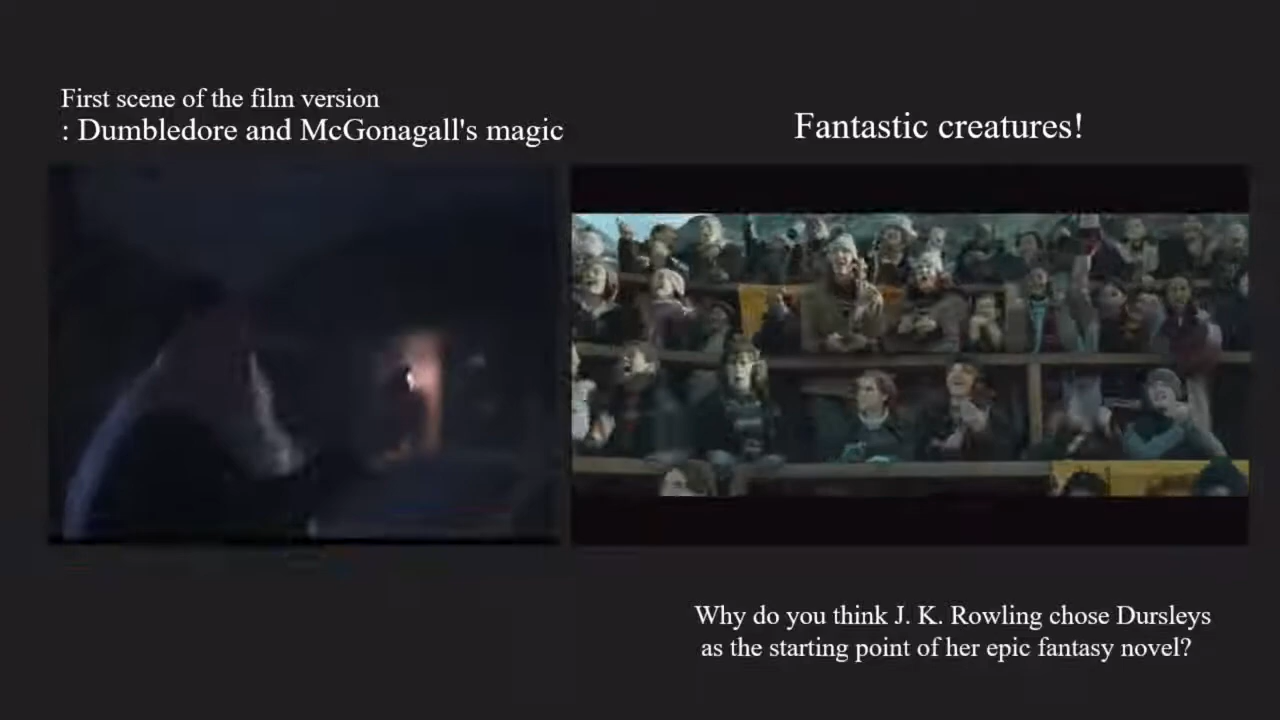 First scene of the film version
: Dumbledore and McGonagall's magic
Fantastic creatures!
Why do you think J. K. Rowling chose Dursleys
as the starting point of her epic fantasy novel?